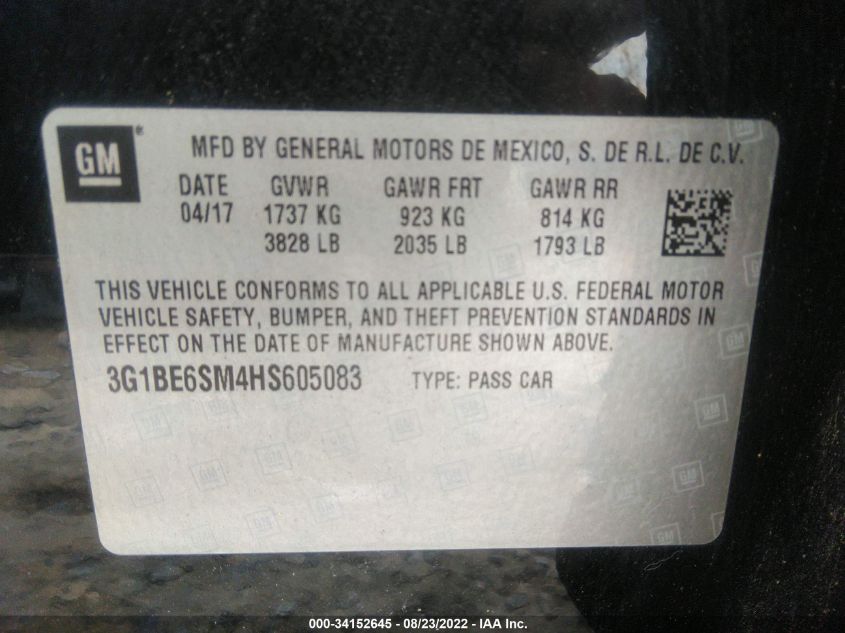 GM®
MFD BY GENERAL MOTORS DE MEXICO, S. DE R.L. DE C.V.
DATE GVWR GAWR FRT GAWR RR
04/17 1737 KG 923 KG 814 KG
3828 LB 2035 LB 1793 LB
THIS VEHICLE CONFORMS TO ALL APPLICABLE U.S. FEDERAL MOTOR
VEHICLE SAFETY, BUMPER, AND THEFT PREVENTION STANDARDS IN
EFFECT ON THE DATE OF MANUFACTURE SHOWN ABOVE.
3G1BE6SM4HS605083 TYPE: PASS CAR
000-34152645 - 08/23/2022 - IAA Inc.